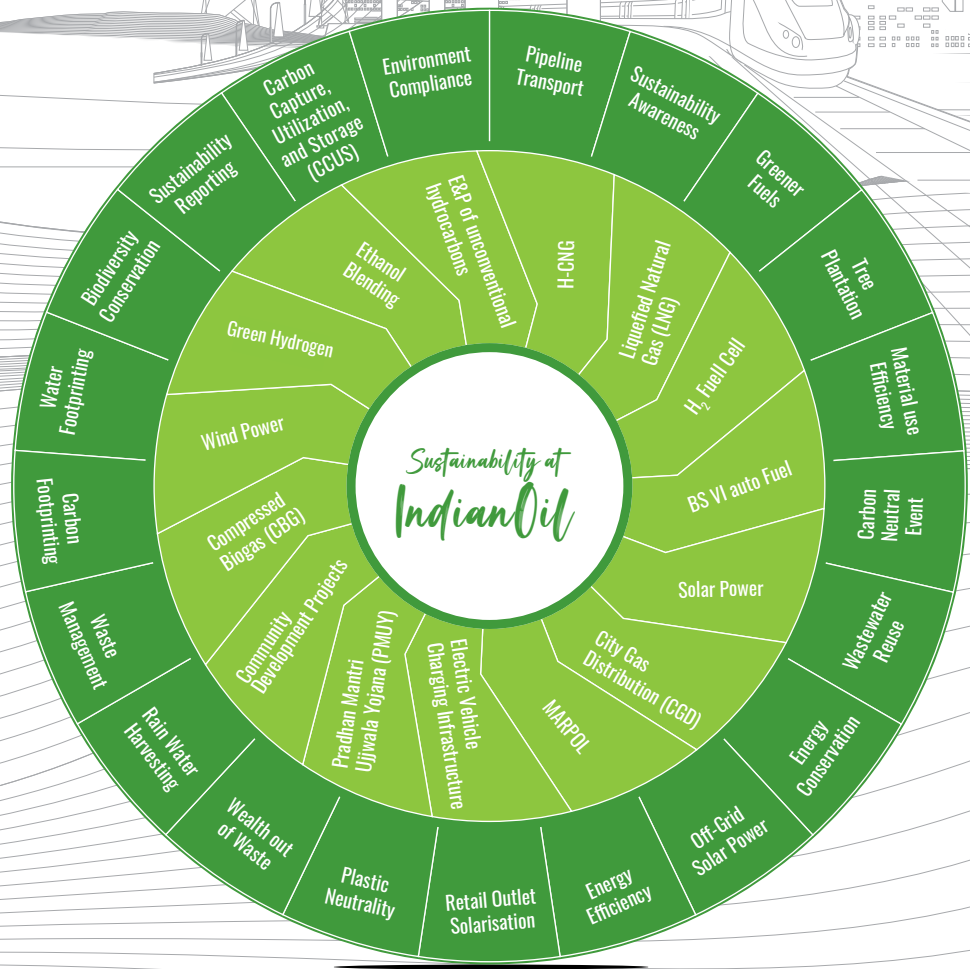 Sustainability at
IndianOil
Environment
Compliance
Pipeline
Transport
Sustainability
Awareness
Greener
Fuels
Tree
Plantation
Material use
Efficiency
Carbon
Neutral
Event
Wastewater
Reuse
Energy
Conservation
Off-Grid
Solar Power
Energy
Efficiency
Retail Outlet
Solarisation
Plastic
Neutrality
Wealth out
of Waste
Rain Water
Harvesting
Waste
Management
Carbon
Footprinting
Water
Footprinting
Biodiversity
Conservation
Sustainability
Reporting
Carbon
Capture,
Utilization,
and Storage
(CCUS)
E&P of unconventional
hydrocarbons
H-CNG
Liquefied Natural
Gas (LNG)
H2 Fuell Cell
BS VI auto Fuel
Solar Power
City Gas
Distribution (CGD)
MARPOL
Electric Vehicle
Charging Infrastructure
Pradhan Mantri
Ujjwala Yojana (PMUY)
Community
Development Projects
Compressed
Biogas (CBG)
Wind Power
Green Hydrogen
Ethanol
Blending